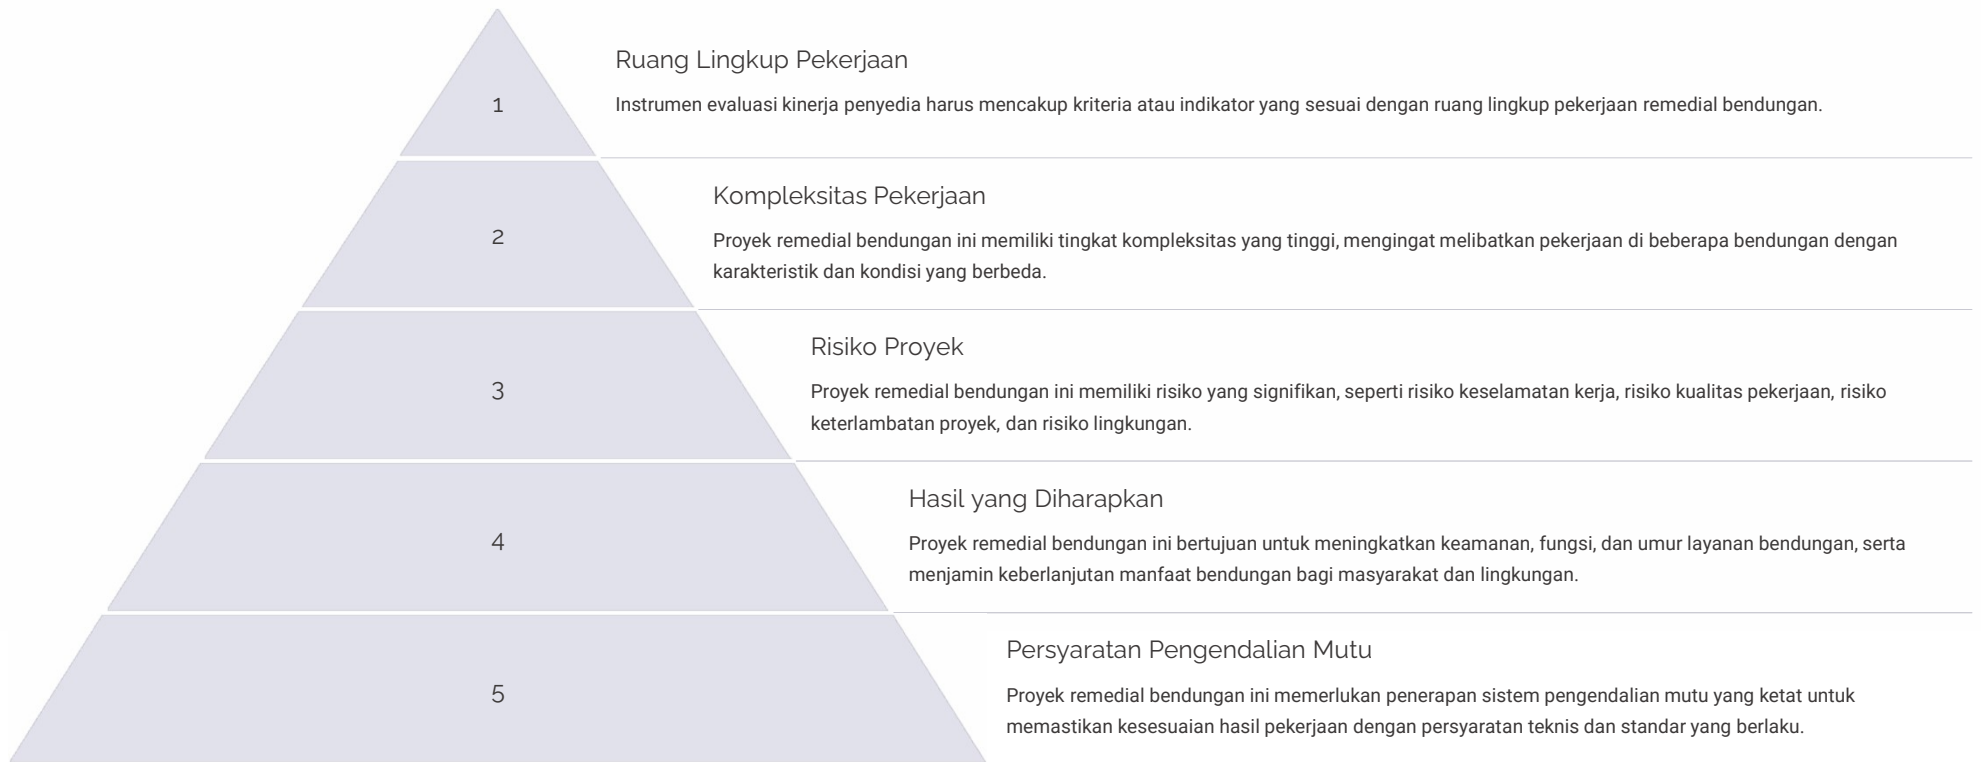 1
Ruang Lingkup Pekerjaan
Instrumen evaluasi kinerja penyedia harus mencakup kriteria atau indikator yang sesuai dengan ruang lingkup pekerjaan remedial bendungan.
2
Kompleksitas Pekerjaan
Proyek remedial bendungan ini memiliki tingkat kompleksitas yang tinggi, mengingat melibatkan pekerjaan di beberapa bendungan dengan
karakteristik dan kondisi yang berbeda.
3
Risiko Proyek
Proyek remedial bendungan ini memiliki risiko yang signifikan, seperti risiko keselamatan kerja, risiko kualitas pekerjaan, risiko
keterlambatan proyek, dan risiko lingkungan.
4
Hasil yang Diharapkan
Proyek remedial bendungan ini bertujuan untuk meningkatkan keamanan, fungsi, dan umur layanan bendungan, serta
menjamin keberlanjutan manfaat bendungan bagi masyarakat dan lingkungan.
5
Persyaratan Pengendalian Mutu
Proyek remedial bendungan ini memerlukan penerapan sistem pengendalian mutu yang ketat untuk
memastikan kesesuaian hasil pekerjaan dengan persyaratan teknis dan standar yang berlaku.